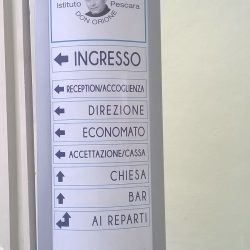 Istituto Pescara
DON ORIONE
INGRESSO
RECEPTION/ACCOGLIENZA
DIREZIONE
ECONOMATO
ACCETTAZIONE/CASSA
CHIESA
BAR
AI REPARTI